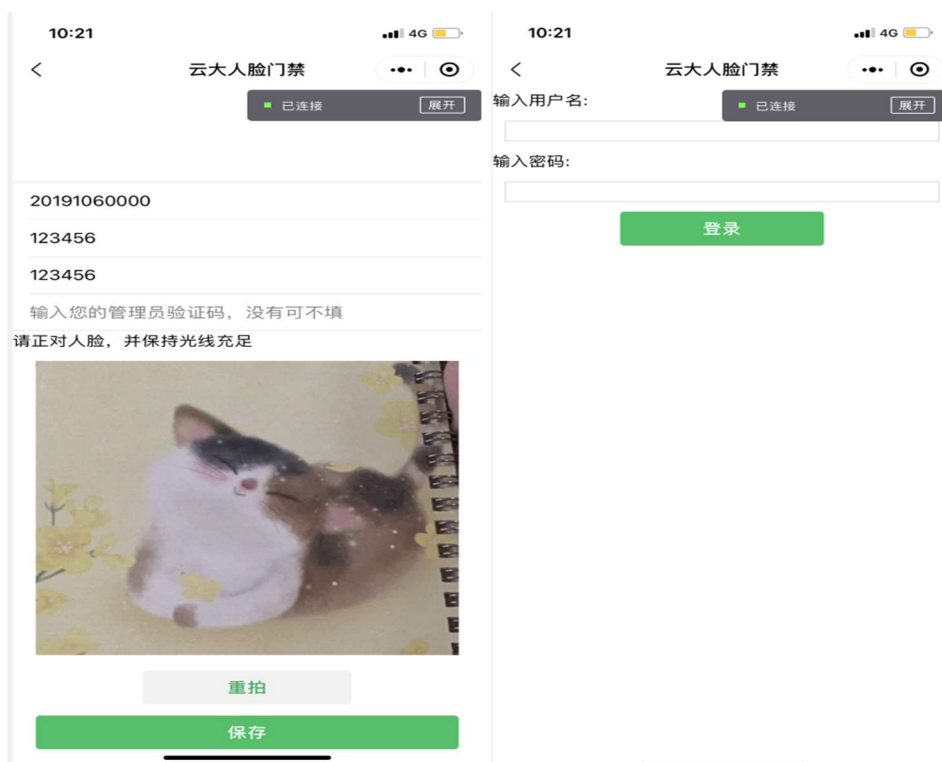 10:21
4G
云大人脸门禁
已连接
展开
20191060000
123456
123456
输入您的管理员验证码，没有可不填
请正对人脸，并保持光线充足
重拍
保存
10:21
4G
云大人脸门禁
输入用户名:
已连接
展开
输入密码:
登录